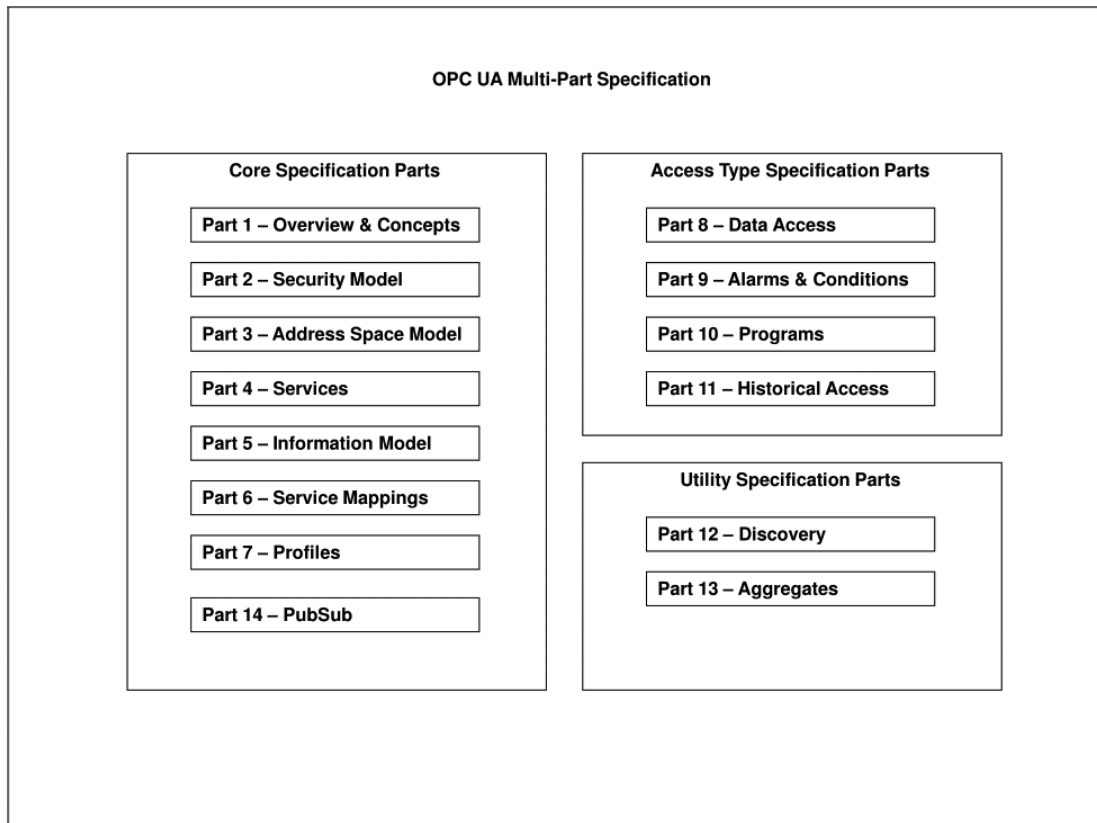 OPC UA Multi-Part Specification
Core Specification Parts
Part 1 – Overview & Concepts
Part 2 – Security Model
Part 3 – Address Space Model
Part 4 – Services
Part 5 – Information Model
Part 6 – Service Mappings
Part 7 – Profiles
Part 14 – PubSub
Access Type Specification Parts
Part 8 – Data Access
Part 9 – Alarms & Conditions
Part 10 – Programs
Part 11 – Historical Access
Utility Specification Parts
Part 12 – Discovery
Part 13 – Aggregates